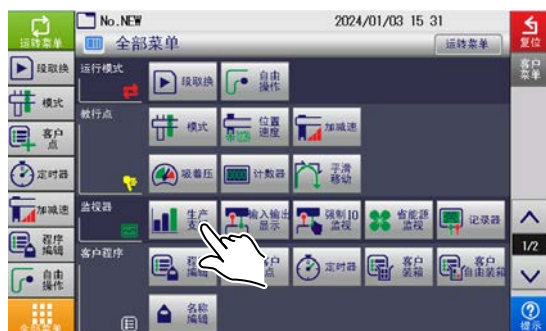 No.NEW
2024/01/03 15 31
运转菜单
全部菜单
运转菜单
复位
段取换
运行模式
段取换
自由
操作
客户
菜单
模式
教行点
模式
位置
速度
加减速
客户
点
定时器
吸着压
计数器
平滑
移动
加减速
监视器
生产
支
输入输出
显示
强制IO
监视
省能源
监视
记录器
程序
编辑
1/2
客户程序
编辑
点
定时器
客户
装箱
客户
自由装箱
自由
操作
名称
编辑
全部菜单
提示